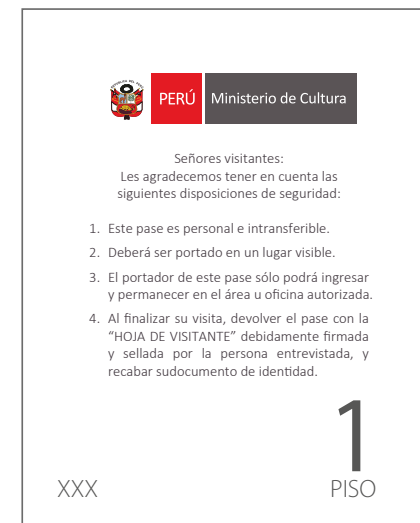 PERÚ Ministerio de Cultura
Señores visitantes:
Les agradecemos tener en cuenta las
siguientes disposiciones de seguridad:
1. Este pase es personal e intransferible.
2. Deberá ser portado en un lugar visible.
3. El portador de este pase sólo podrá ingresar
y permanecer en el área u oficina autorizada.
4. Al finalizar su visita, devolver el pase con la
“HOJA DE VISITANTE” debidamente firmada
y sellada por la persona entrevistada, y
recabar sudocumento de identidad.
1
XXX PISO